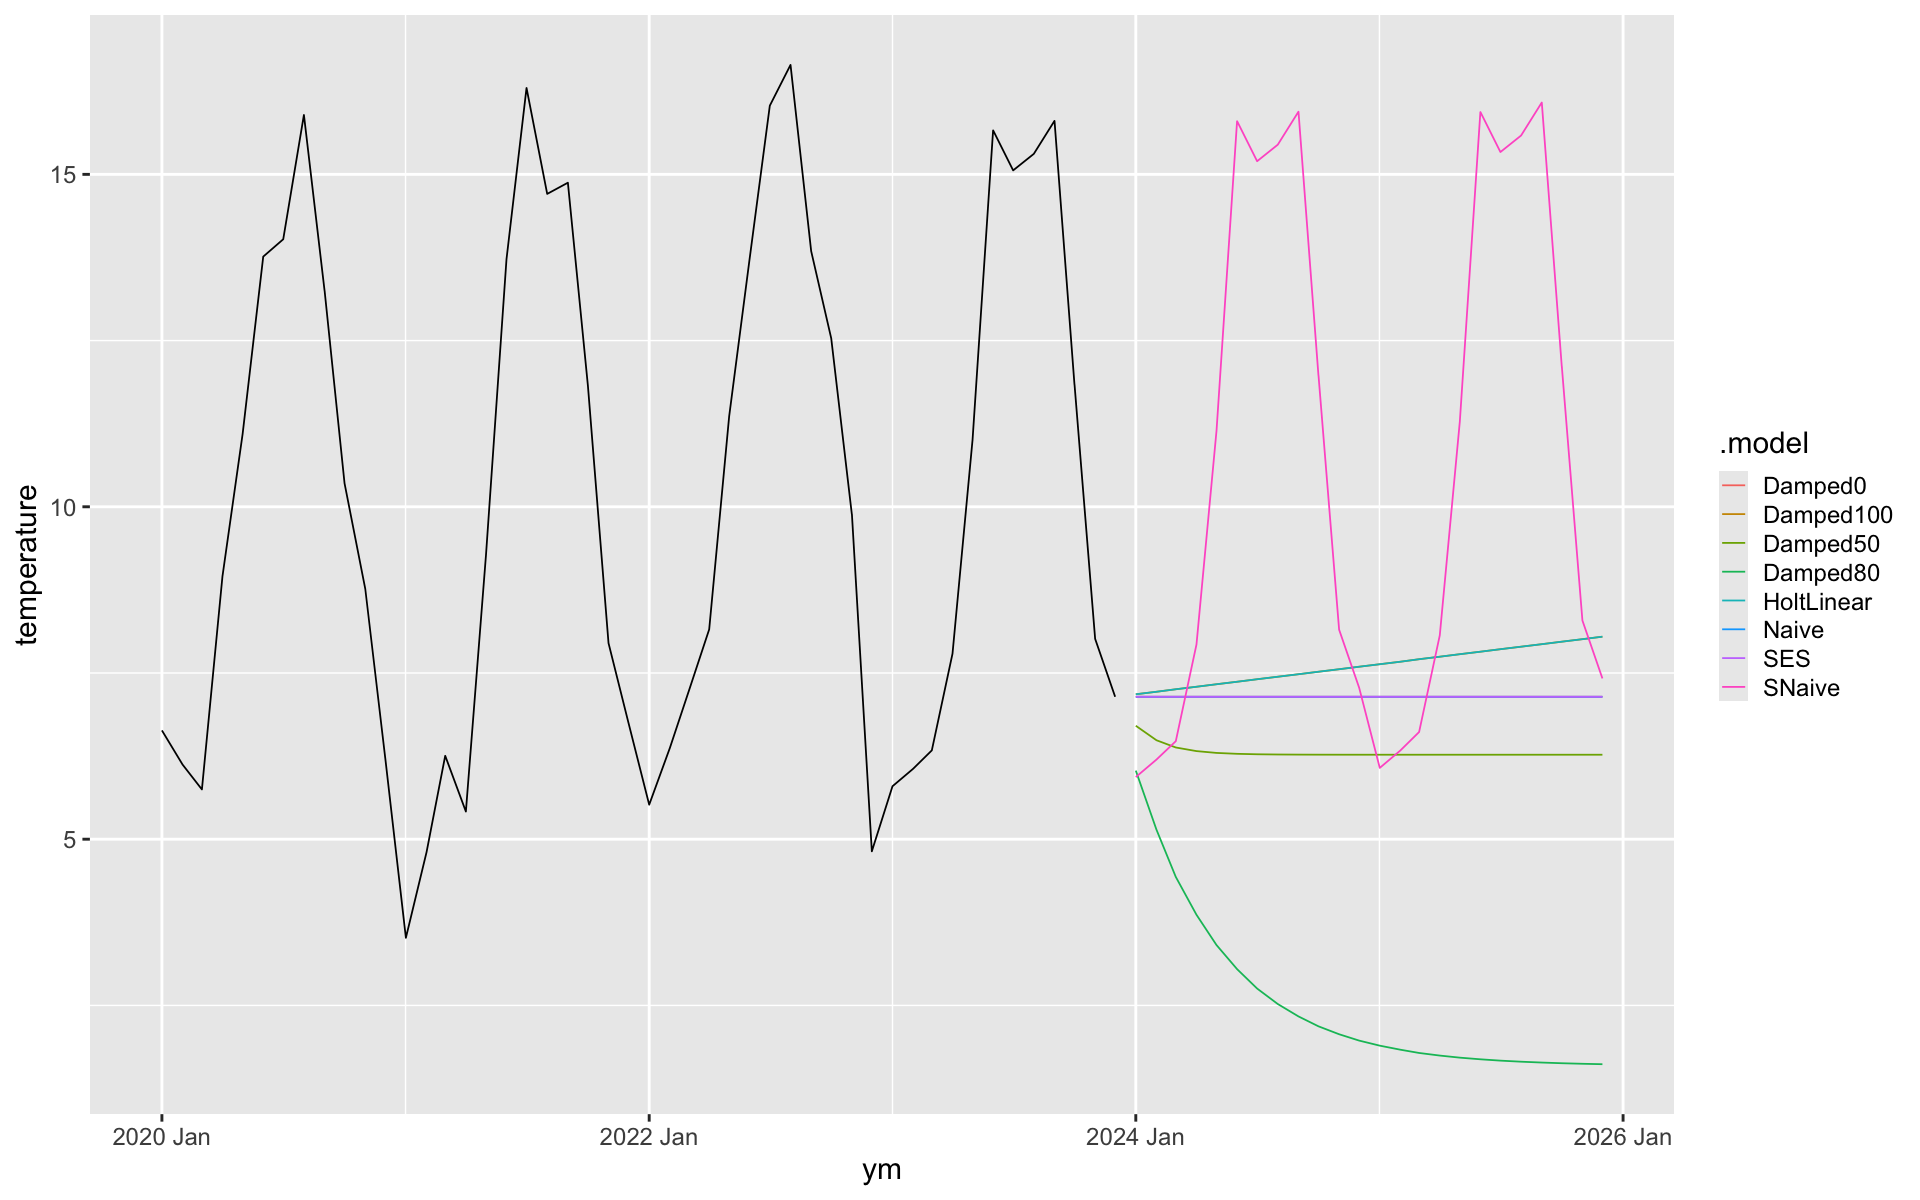 temperature
15
10
5
2020 Jan
2022 Jan
2024 Jan
2026 Jan
ym
.model
Damped0
Damped100
Damped50
Damped80
HoltLinear
Naive
SES
SNaive